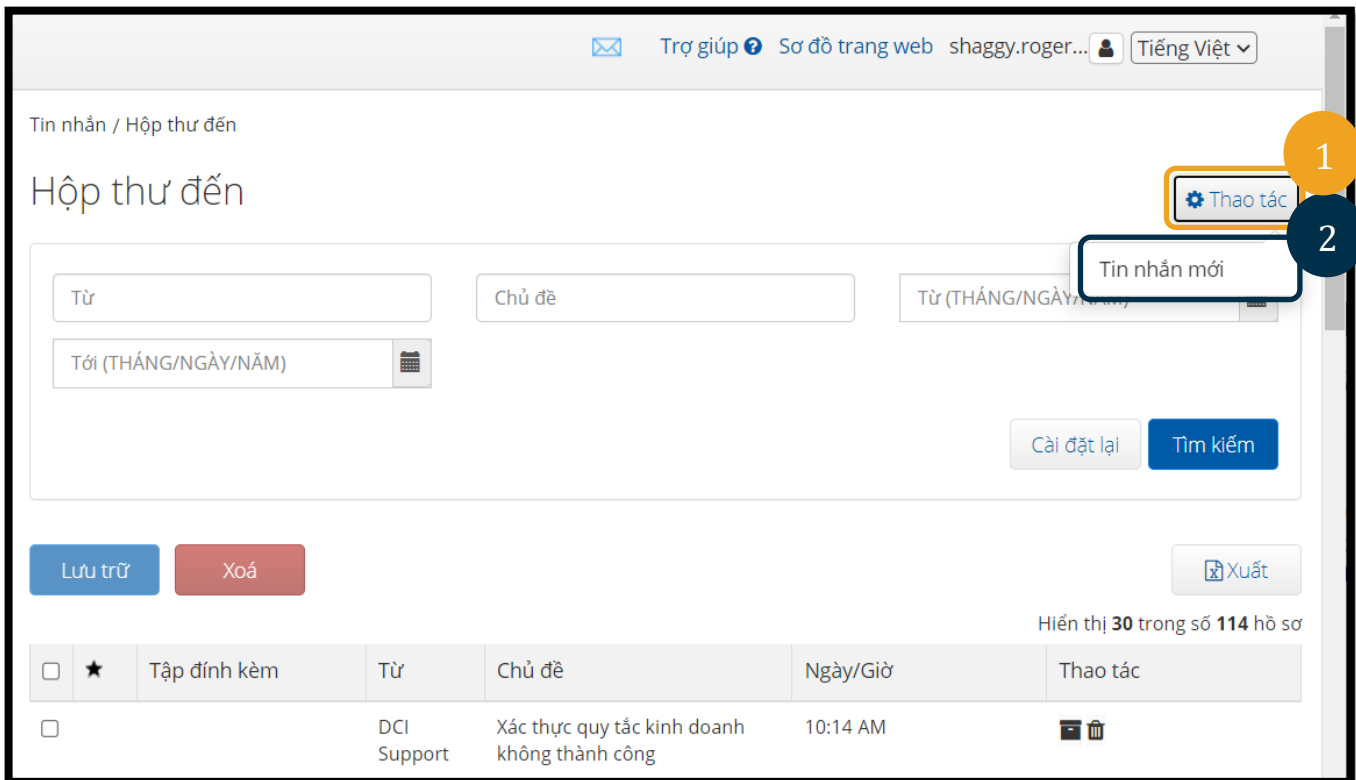 Trợ giúp Sơ đồ trang web shaggy.roger... Tiếng Việt
Tin nhắn / Hộp thư đến
1
Hộp thư đến
Thao tác
2
Tin nhắn mới
Từ Chủ đề Từ (THÁNG/NGÀY/NĂM)
Tới (THÁNG/NGÀY/NĂM)
Cài đặt lại Tìm kiếm
Lưu trữ Xoá Xuất
Hiển thị 30 trong số 114 hồ sơ
Tập đính kèm Từ Chủ đề Ngày/Giờ Thao tác
DCI Xác thực quy tắc kinh doanh 10:14 AM
Support không thành công